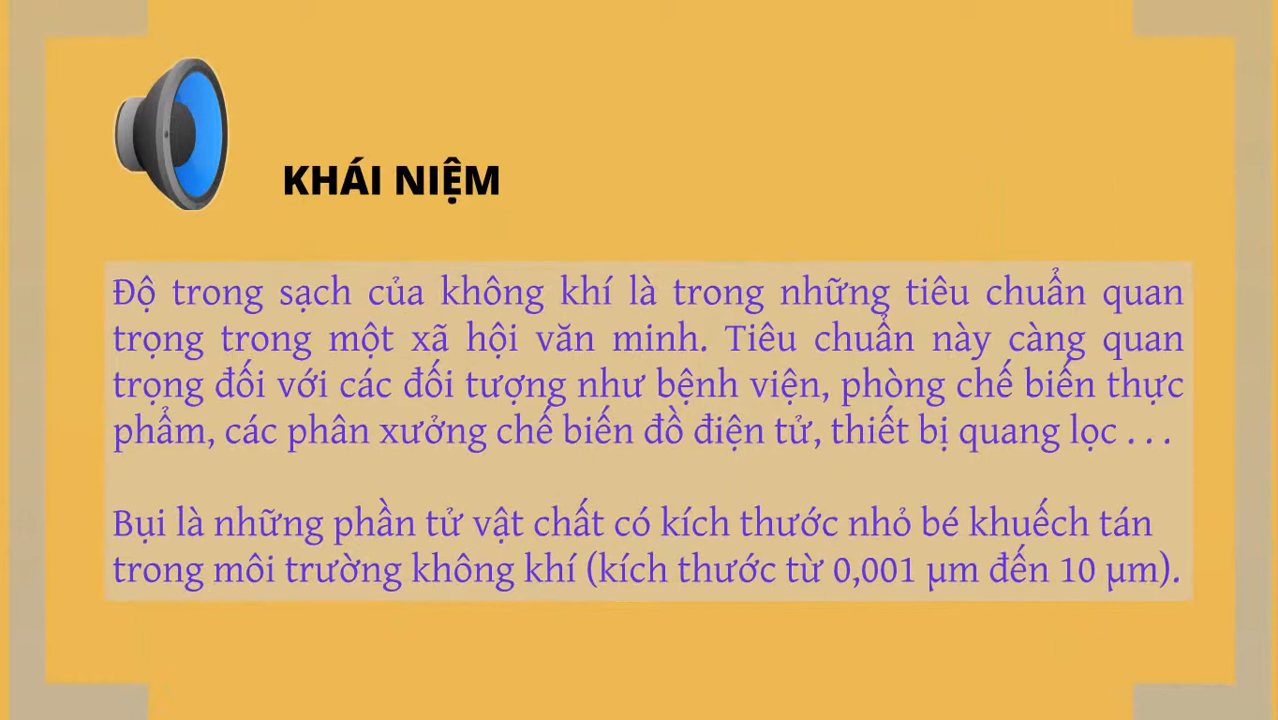 KHÁI NIỆM
Độ trong sạch của không khí là trong những tiêu chuẩn quan
trọng trong một xã hội văn minh. Tiêu chuẩn này càng quan
trọng đối với các đối tượng như bệnh viện, phòng chế biến thực
phẩm, các phân xưởng chế biến đồ điện tử, thiết bị quang lọc . . .
Bụi là những phần tử vật chất có kích thước nhỏ bé khuếch tán
trong môi trường không khí (kích thước từ 0,001 μm đến 10 μm).